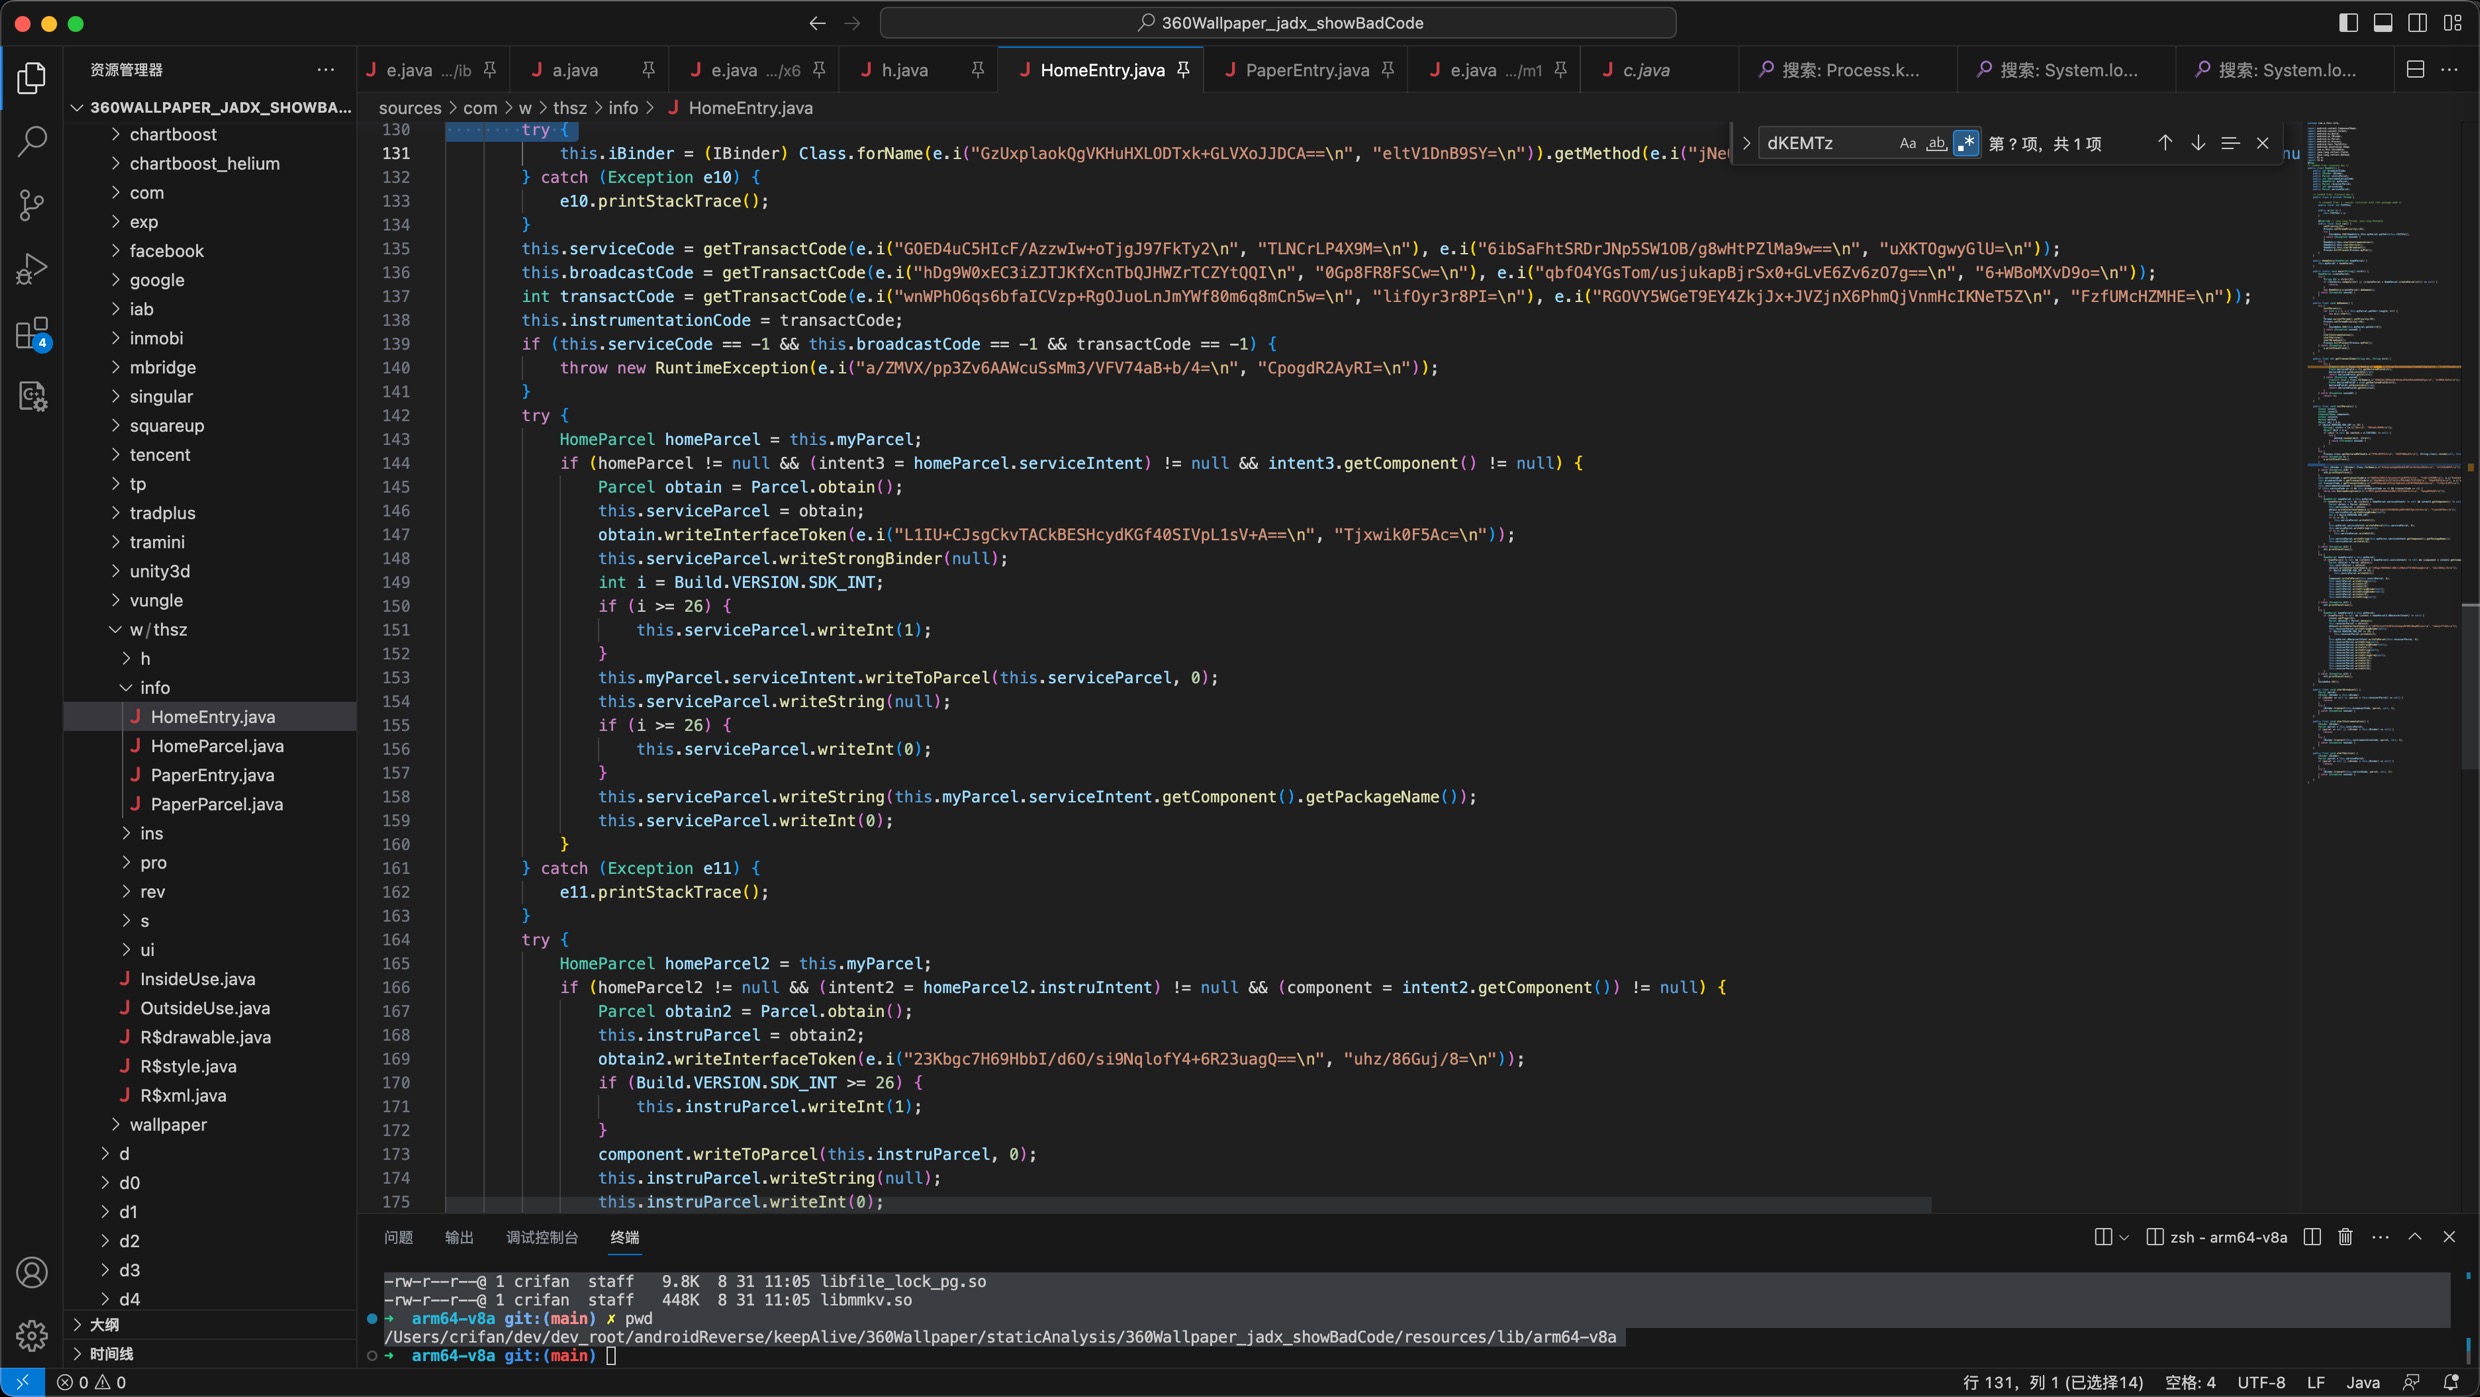 360Wallpaper_jadx_showBadCode
资源管理器
e.java .../ib
a.java
e.java .../x6
h.java
HomeEntry.java
PaperEntry.java
e.java .../m1
c.java
搜索: Process.k...
搜索: System.lo...
搜索: System.lo...
sources > com > w > thsz > info > HomeEntry.java
dKEMTz
第 ? 项, 共 1 项
360WALLPAPER_JADX_SHOWBA...
chartboost
chartboost_helium
com
exp
facebook
google
iab
inmobi
mbridge
singular
squareup
tencent
tp
tradplus
tramini
unity3d
vungle
w/thsz
h
info
HomeEntry.java
HomeParcel.java
PaperEntry.java
PaperParcel.java
ins
pro
rev
s
ui
InsideUse.java
OutsideUse.java
R$drawable.java
R$style.java
R$xml.java
wallpaper
d
d0
d1
d2
d3
d4
大纲
时间线
4
130 try {
131 this.iBinder = (IBinder) Class.forName(e.i("GzUxplaokQgVKHuHXLODTxk+GLVXoJJDCA==\n", "eltV1DnB9SY=\n")).getMethod(e.i("jNe
132 } catch (Exception e10) {
133 e10.printStackTrace();
134 }
135 this.serviceCode = getTransactCode(e.i("GOED4uC5HIcF/AzzwIw+oTjgJ97FkTy2\n", "TLNCrLP4X9M=\n"), e.i("6ibSaFhtSRDrJNp5SW1OB/g8wHtPZlMa9w==\n", "uXKTOgwyGlU=\n"));
136 this.broadcastCode = getTransactCode(e.i("hDg9W0xEC3iZJTJKfXcnTbQJHWZrTCZYtQQI\n", "0Gp8FR8FSCw=\n"), e.i("qbfO4YGsTom/usjukapBjrSx0+GLvE6Zv6zO7g==\n", "6+WBoMXvD9o=\n"));
137 int transactCode = getTransactCode(e.i("wnWPhO6qs6bfaICVzp+RgOJuoLnJmYWf80m6q8mCn5w=\n", "lifOyr3r8PI=\n"), e.i("RGOVY5WGeT9EY4ZkjJx+JVZjnX6PhmQjVnmHcIKNeT5Z\n", "FzfUMcHZMHE=\n"));
138 this.instrumentationCode = transactCode;
139 if (this.serviceCode == -1 && this.broadcastCode == -1 && transactCode == -1) {
140 throw new RuntimeException(e.i("a/ZMVX/pp3Zv6AAWcuSsMm3/VFV74aB+b/4=\n", "CpogdR2AyRI=\n"));
141 }
142 try {
143 HomeParcel homeParcel = this.myParcel;
144 if (homeParcel != null && (intent3 = homeParcel.serviceIntent) != null && intent3.getComponent() != null) {
145 Parcel obtain = Parcel.obtain();
146 this.serviceParcel = obtain;
147 obtain.writeInterfaceToken(e.i("L1IU+CJsgCkvTACkBESHcydKGf40SIVpL1sV+A==\n", "Tjxwik0F5Ac=\n"));
148 this.serviceParcel.writeStrongBinder(null);
149 int i = Build.VERSION.SDK_INT;
150 if (i >= 26) {
151 this.serviceParcel.writeInt(1);
152 }
153 this.myParcel.serviceIntent.writeToParcel(this.serviceParcel, 0);
154 this.serviceParcel.writeString(null);
155 if (i >= 26) {
156 this.serviceParcel.writeInt(0);
157 }
158 this.serviceParcel.writeString(this.myParcel.serviceIntent.getComponent().getPackageName());
159 this.serviceParcel.writeInt(0);
160 }
161 } catch (Exception e11) {
162 e11.printStackTrace();
163 }
164 try {
165 HomeParcel homeParcel2 = this.myParcel;
166 if (homeParcel2 != null && (intent2 = homeParcel2.instruIntent) != null && (component = intent2.getComponent()) != null) {
167 Parcel obtain2 = Parcel.obtain();
168 this.instruParcel = obtain2;
169 obtain2.writeInterfaceToken(e.i("23Kbgc7H69HbbI/d6O/si9NqlofY4+6R23uagQ==\n", "uhz/86Guj/8=\n"));
170 if (Build.VERSION.SDK_INT >= 26) {
171 this.instruParcel.writeInt(1);
172 }
173 component.writeToParcel(this.instruParcel, 0);
174 this.instruParcel.writeString(null);
175 this.instruParcel.writeInt(0);
问题 输出 调试控制台 终端
zsh - arm64-v8a
-rw-r--r--@ 1 crifan staff 9.8K 8 31 11:05 libfile_lock_pg.so
-rw-r--r--@ 1 crifan staff 448K 8 31 11:05 libmmkv.so
→ arm64-v8a git:(main) ✗ pwd
/Users/crifan/dev/dev_root/androidReverse/keepAlive/360Wallpaper/staticAnalysis/360Wallpaper_jadx_showBadCode/resources/lib/arm64-v8a
→ arm64-v8a git:(main)
0 0
行 131, 列 1 (已选择14) 空格: 4 UTF-8 LF Java